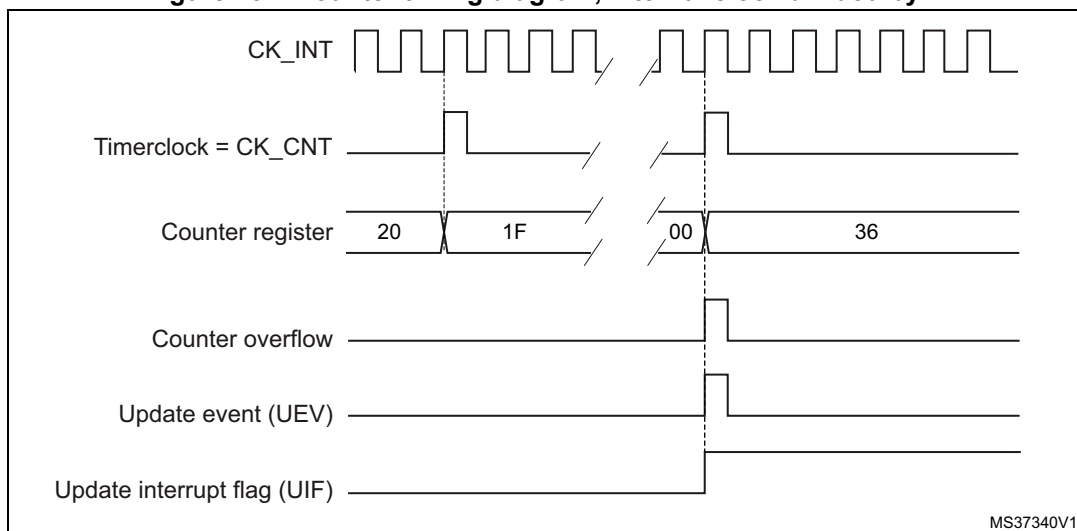 CK_INT
Timerclock = CK_CNT
Counter register 20 1F 00 36
Counter overflow
Update event (UEV)
Update interrupt flag (UIF)
MS37340V1